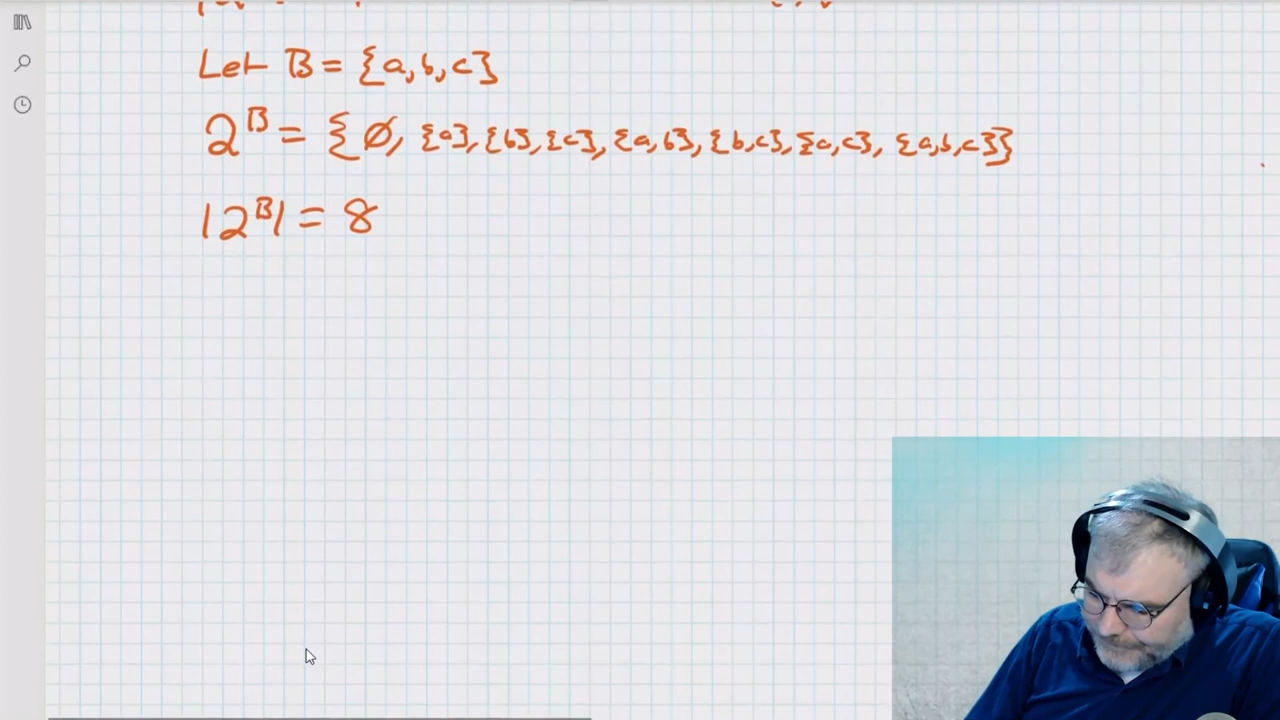 Let B = {a, b, c}
2^B = {∅, {a}, {b}, {c}, {a, b}, {b, c}, {a, c}, {a, b, c}}
|2^B| = 8